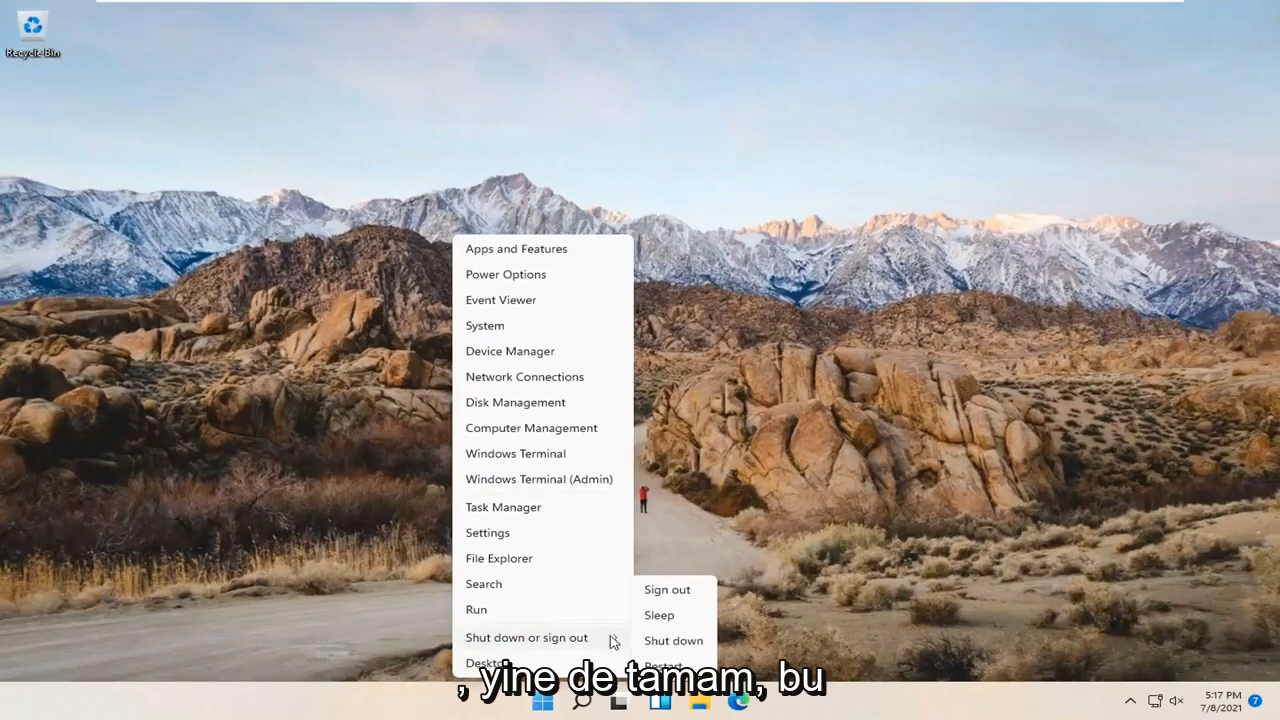 Recycle Bin
Apps and Features
Power Options
Event Viewer
System
Device Manager
Network Connections
Disk Management
Computer Management
Windows Terminal
Windows Terminal (Admin)
Task Manager
Settings
File Explorer
Search
Run
Shut down or sign out
Sign out
Sleep
Shut down
Restart
, yine de tamam, bu
5:17 PM
7/8/2021
7